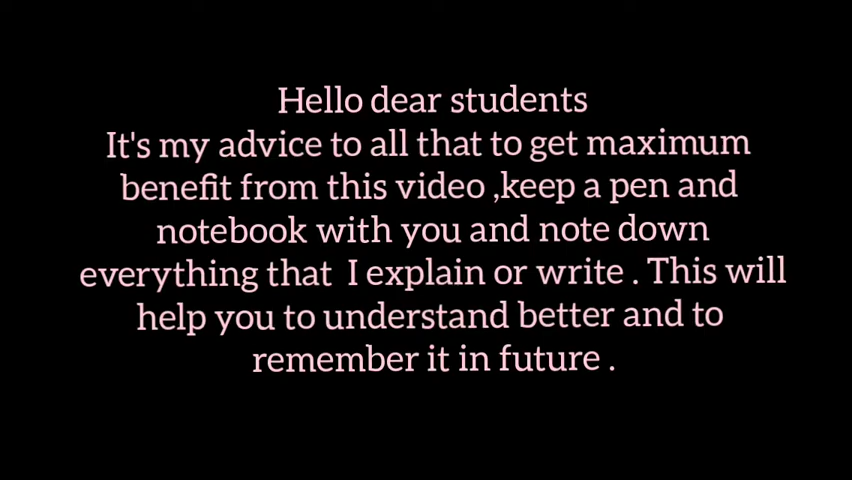 Hello dear students
It's my advice to all that to get maximum
benefit from this video ,keep a pen and
notebook with you and note down
everything that I explain or write . This will
help you to understand better and to
remember it in future .